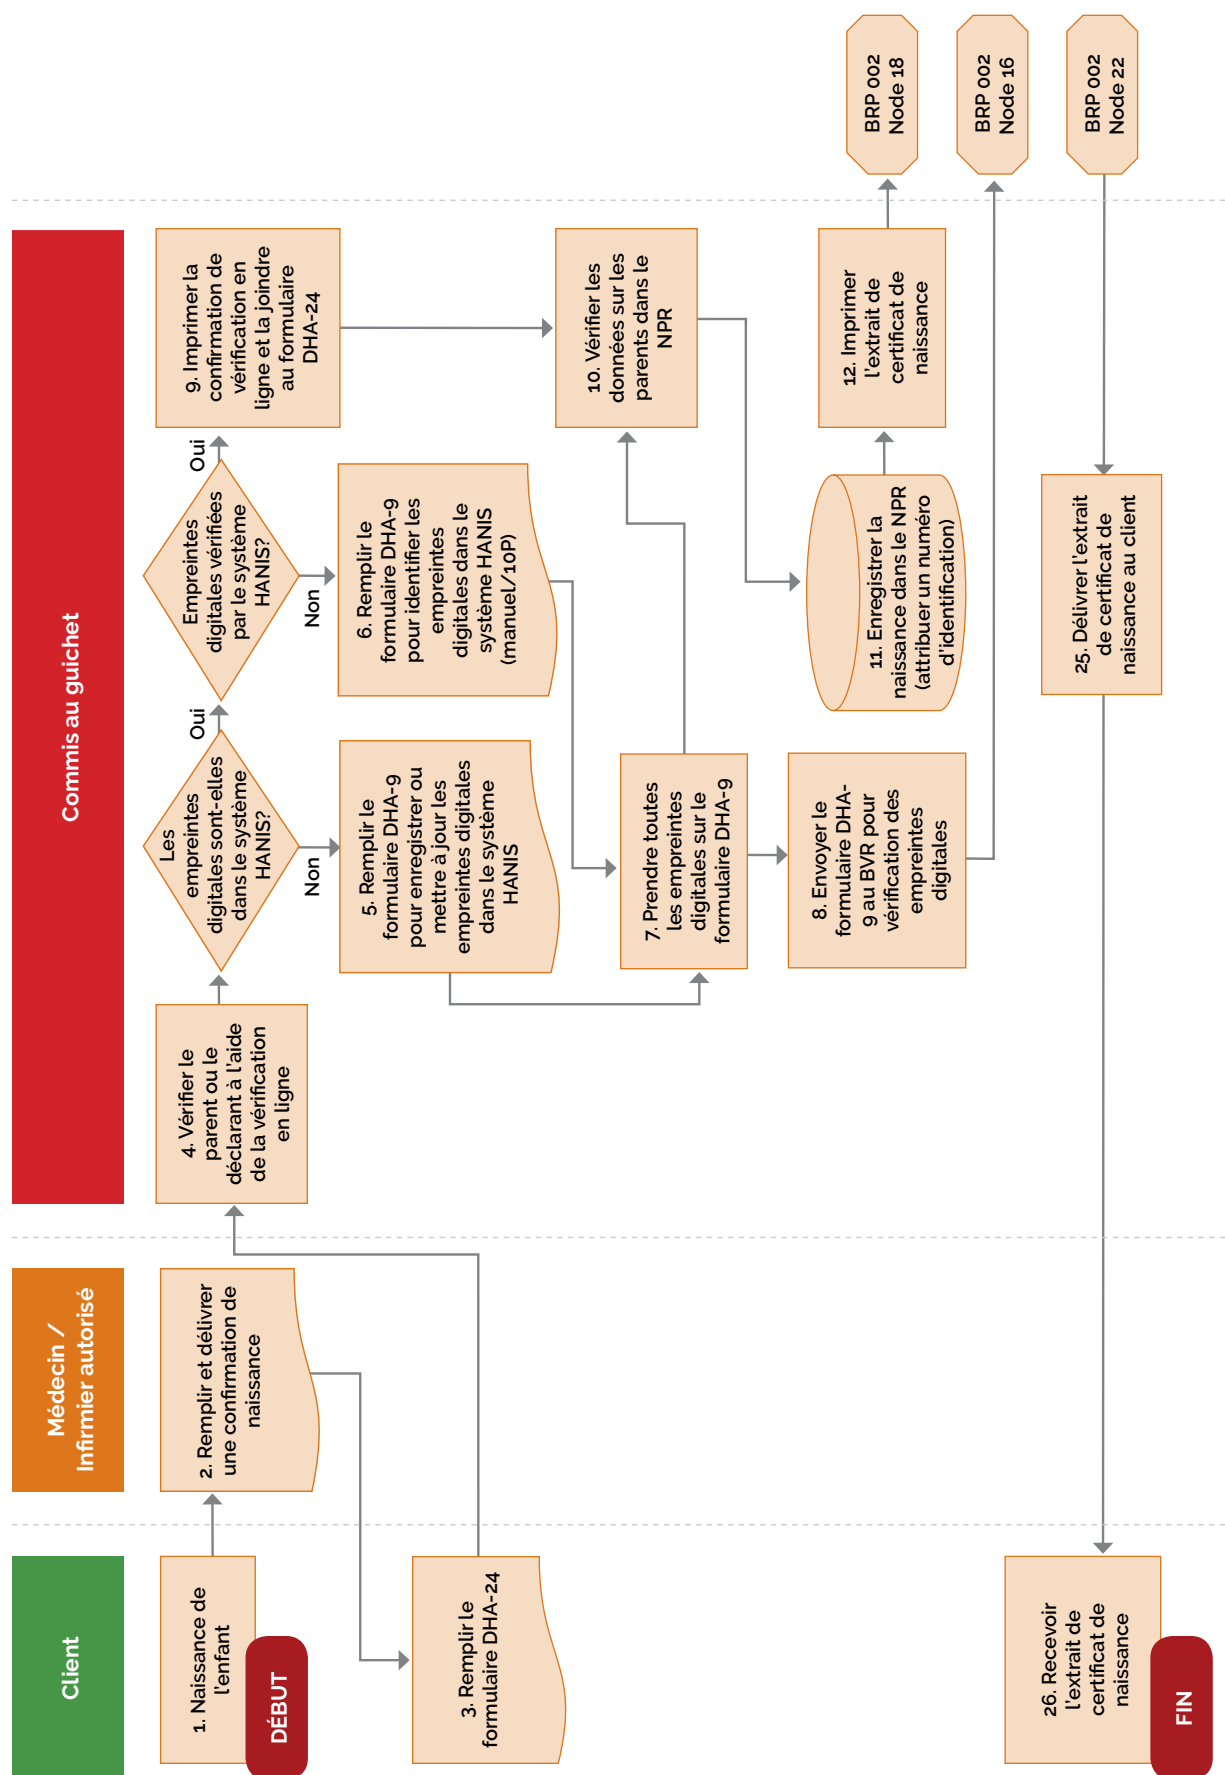 Client
Médecin /
Infirmier autorisé
Commis au guichet
1. Naissance de
l'enfant
DÉBUT
2. Remplir et délivrer
une confirmation de
naissance
3. Remplir le
formulaire DHA-24
4. Vérifier le
parent ou le
déclarant à l'aide
de la vérification
en ligne
Les
empreintes
digitales sont-elles
dans le système
HANIS?
Oui
Non
Empreintes
digitales vérifiées
par le système
HANIS?
Oui
Non
5. Remplir le
formulaire DHA-9
pour enregistrer ou
mettre à jour les
empreintes digitales
dans le système
HANIS
6. Remplir le
formulaire DHA-9
pour identifier les
empreintes
digitales dans le
système HANIS
(manuel/10P)
7. Prendre toutes
les empreintes
digitales sur le
formulaire DHA-9
8. Envoyer le
formulaire DHA-
9 au BVR pour
vérification des
empreintes
digitales
9. Imprimer la
confirmation de
vérification en
ligne et la joindre
au formulaire
DHA-24
10. Vérifier les
données sur les
parents dans le
NPR
11. Enregistrer la
naissance dans le NPR
(attribuer un numéro
d'identification)
12. Imprimer
l'extrait de
certificat de
naissance
BRP 002
Node 18
BRP 002
Node 16
BRP 002
Node 22
25. Délivrer l'extrait
de certificat de
naissance au client
26. Recevoir
l'extrait de
certificat de
naissance
FIN